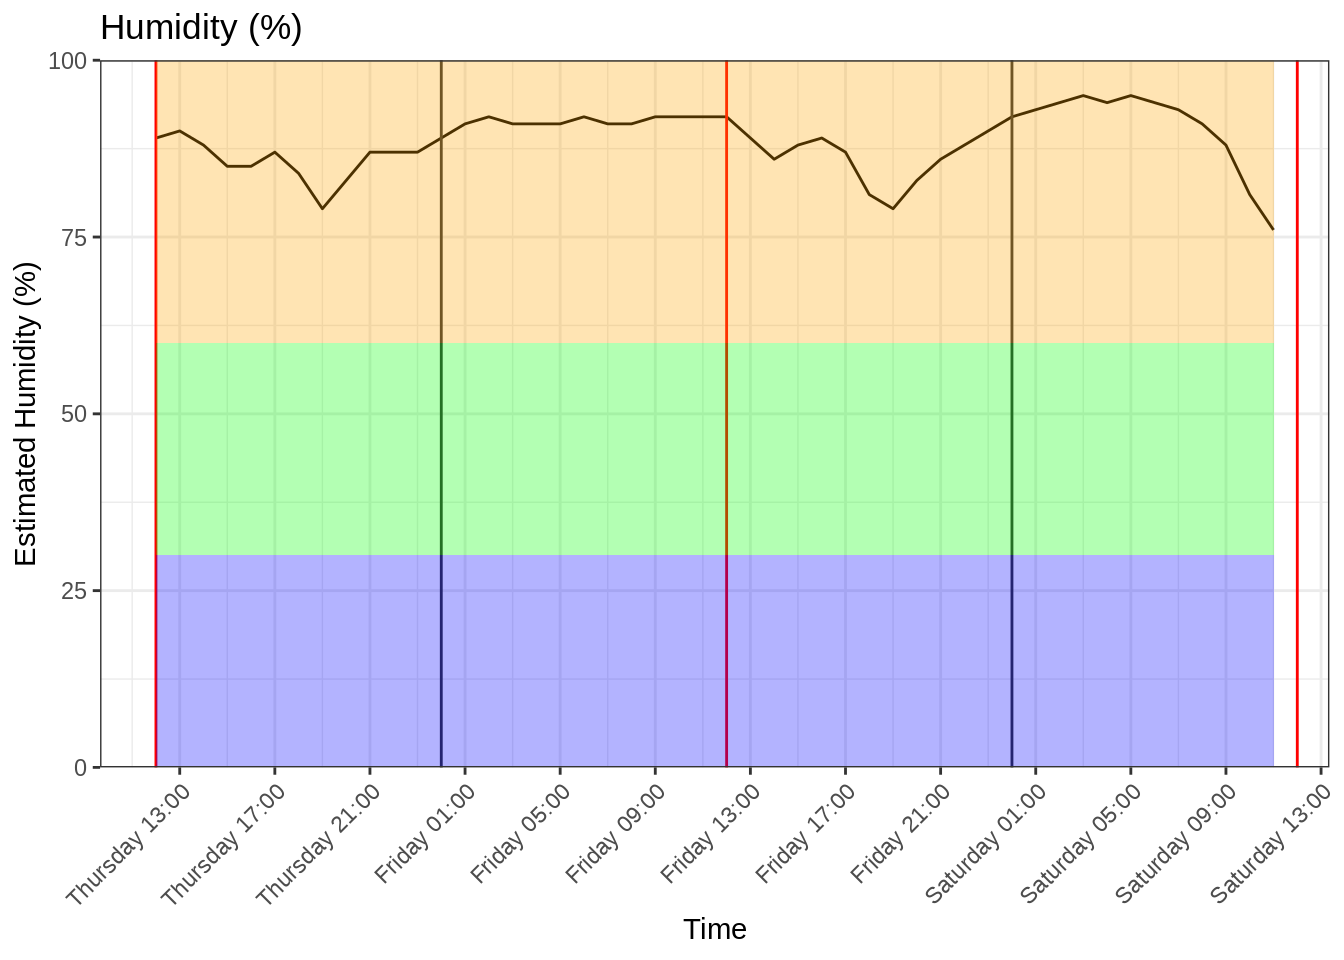 Humidity (%)
100
75
50
25
0
Estimated Humidity (%)
Thursday 13:00
Thursday 17:00
Thursday 21:00
Friday 01:00
Friday 05:00
Friday 09:00
Friday 13:00
Friday 17:00
Friday 21:00
Saturday 01:00
Saturday 05:00
Saturday 09:00
Saturday 13:00
Time